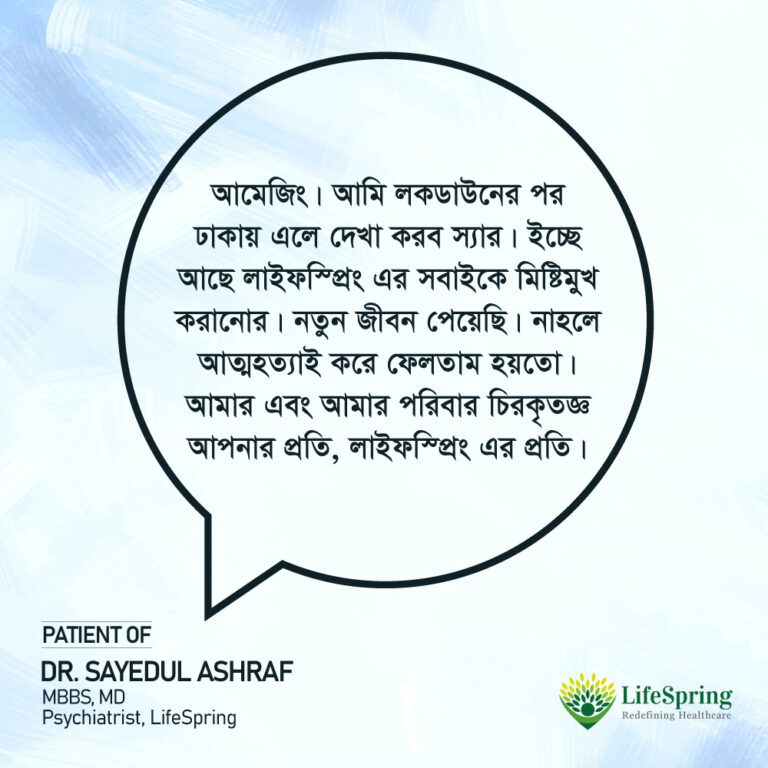 আমেজিং। আমি লকডাউনের পর
ঢাকায় এলে দেখা করব স্যার। ইচ্ছে
আছে লাইফস্প্রিং এর সবাইকে মিষ্টিমুখ
করানোর। নতুন জীবন পেয়েছি। নাহলে
আত্মহত্যাই করে ফেলতাম হয়তো।
আমার এবং আমার পরিবার চিরকৃতজ্ঞ
আপনার প্রতি, লাইফস্প্রিং এর প্রতি।
PATIENT OF
DR. SAYEDUL ASHRAF
MBBS, MD
Psychiatrist, LifeSpring
LifeSpring
Redefining Healthcare